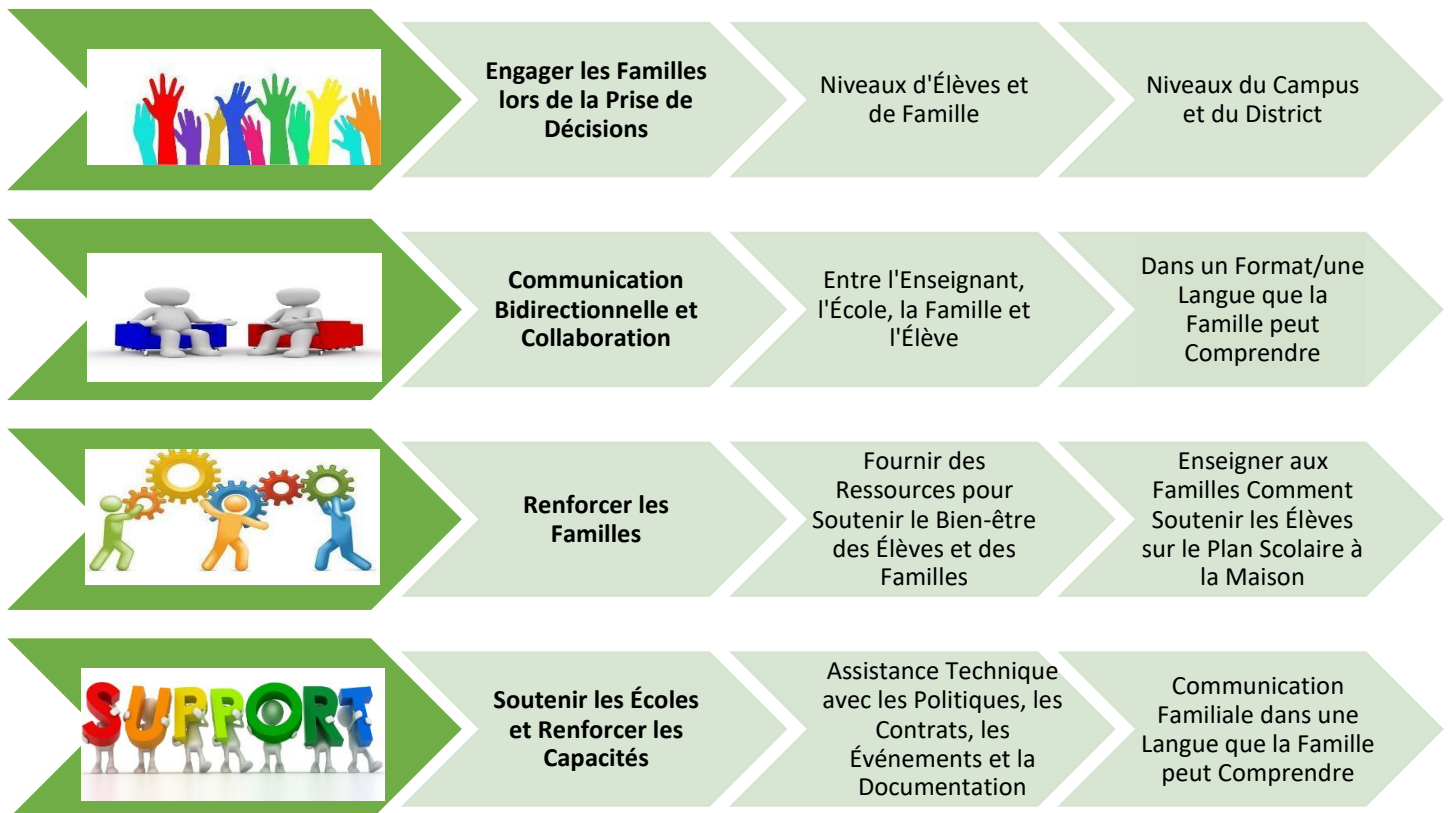 Engager les Familles
lors de la Prise de
Décisions
Niveaux d'Élèves et
de Famille
Niveaux du Campus
et du District
Communication
Bidirectionnelle et
Collaboration
Entre l'Enseignant,
l'École, la Famille et
l'Élève
Dans un Format/une
Langue que la
Famille peut
Comprendre
Renforcer les
Familles
Fournir des
Ressources pour
Soutenir le Bien-être
des Élèves et des
Familles
Enseigner aux
Familles Comment
Soutenir les Élèves
sur le Plan Scolaire à
la Maison
SUPPORT
Soutenir les Écoles
et Renforcer les
Capacités
Assistance Technique
avec les Politiques, les
Contrats, les
Événements et la
Documentation
Communication
Familiale dans une
Langue que la Famille
peut Comprendre